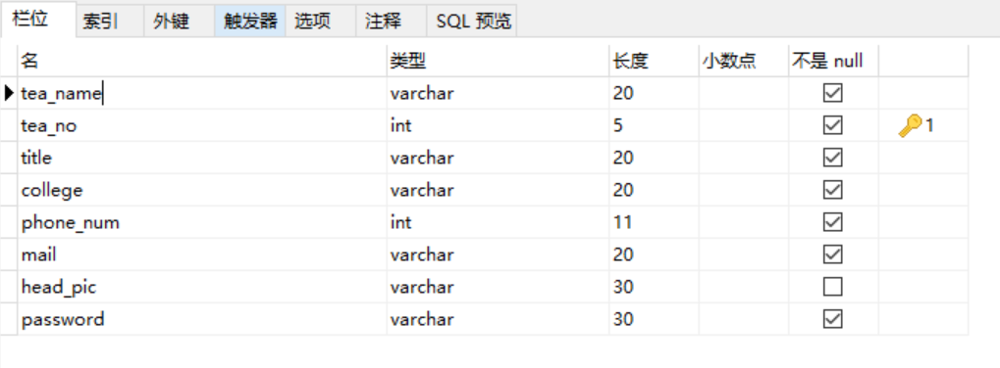 栏位 索引 外键 触发器 选项 注释 SQL 预览
名 类型 长度 小数点 不是 null
tea_name varchar 20
tea_no int 5 1
title varchar 20
college varchar 20
phone_num int 11
mail varchar 20
head_pic varchar 30
password varchar 30